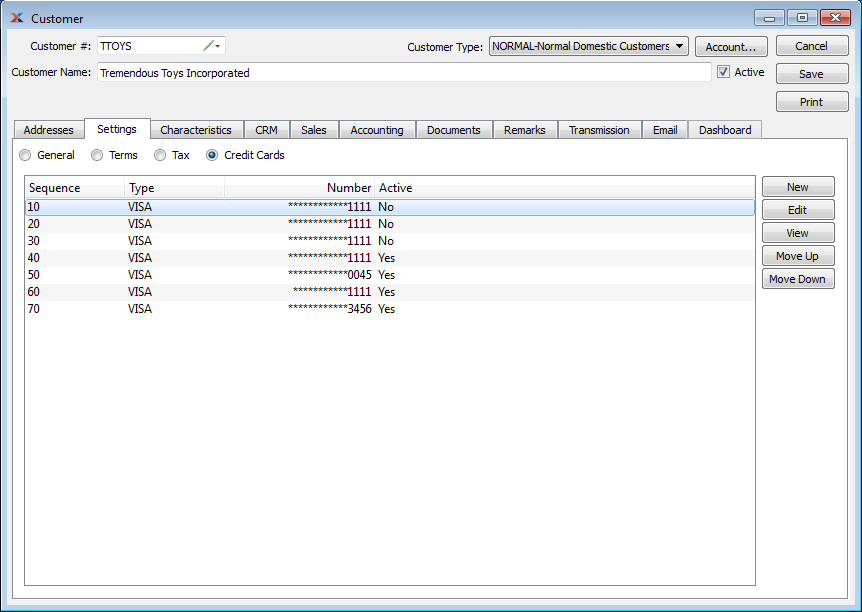 Customer
Customer #: TTOYS Customer Type: NORMAL-Normal Domestic Customers Account... Cancel
Customer Name: Tremendous Toys Incorporated Active Save
Print
Addresses Settings Characteristics CRM Sales Accounting Documents Remarks Transmission Email Dashboard
General Terms Tax Credit Cards
Sequence Type Number Active New
10 VISA ************1111 No
20 VISA ************1111 No Edit
30 VISA ************1111 No View
40 VISA ************1111 Yes Move Up
50 VISA ************0045 Yes Move Down
60 VISA ***********1111 Yes
70 VISA ************3456 Yes